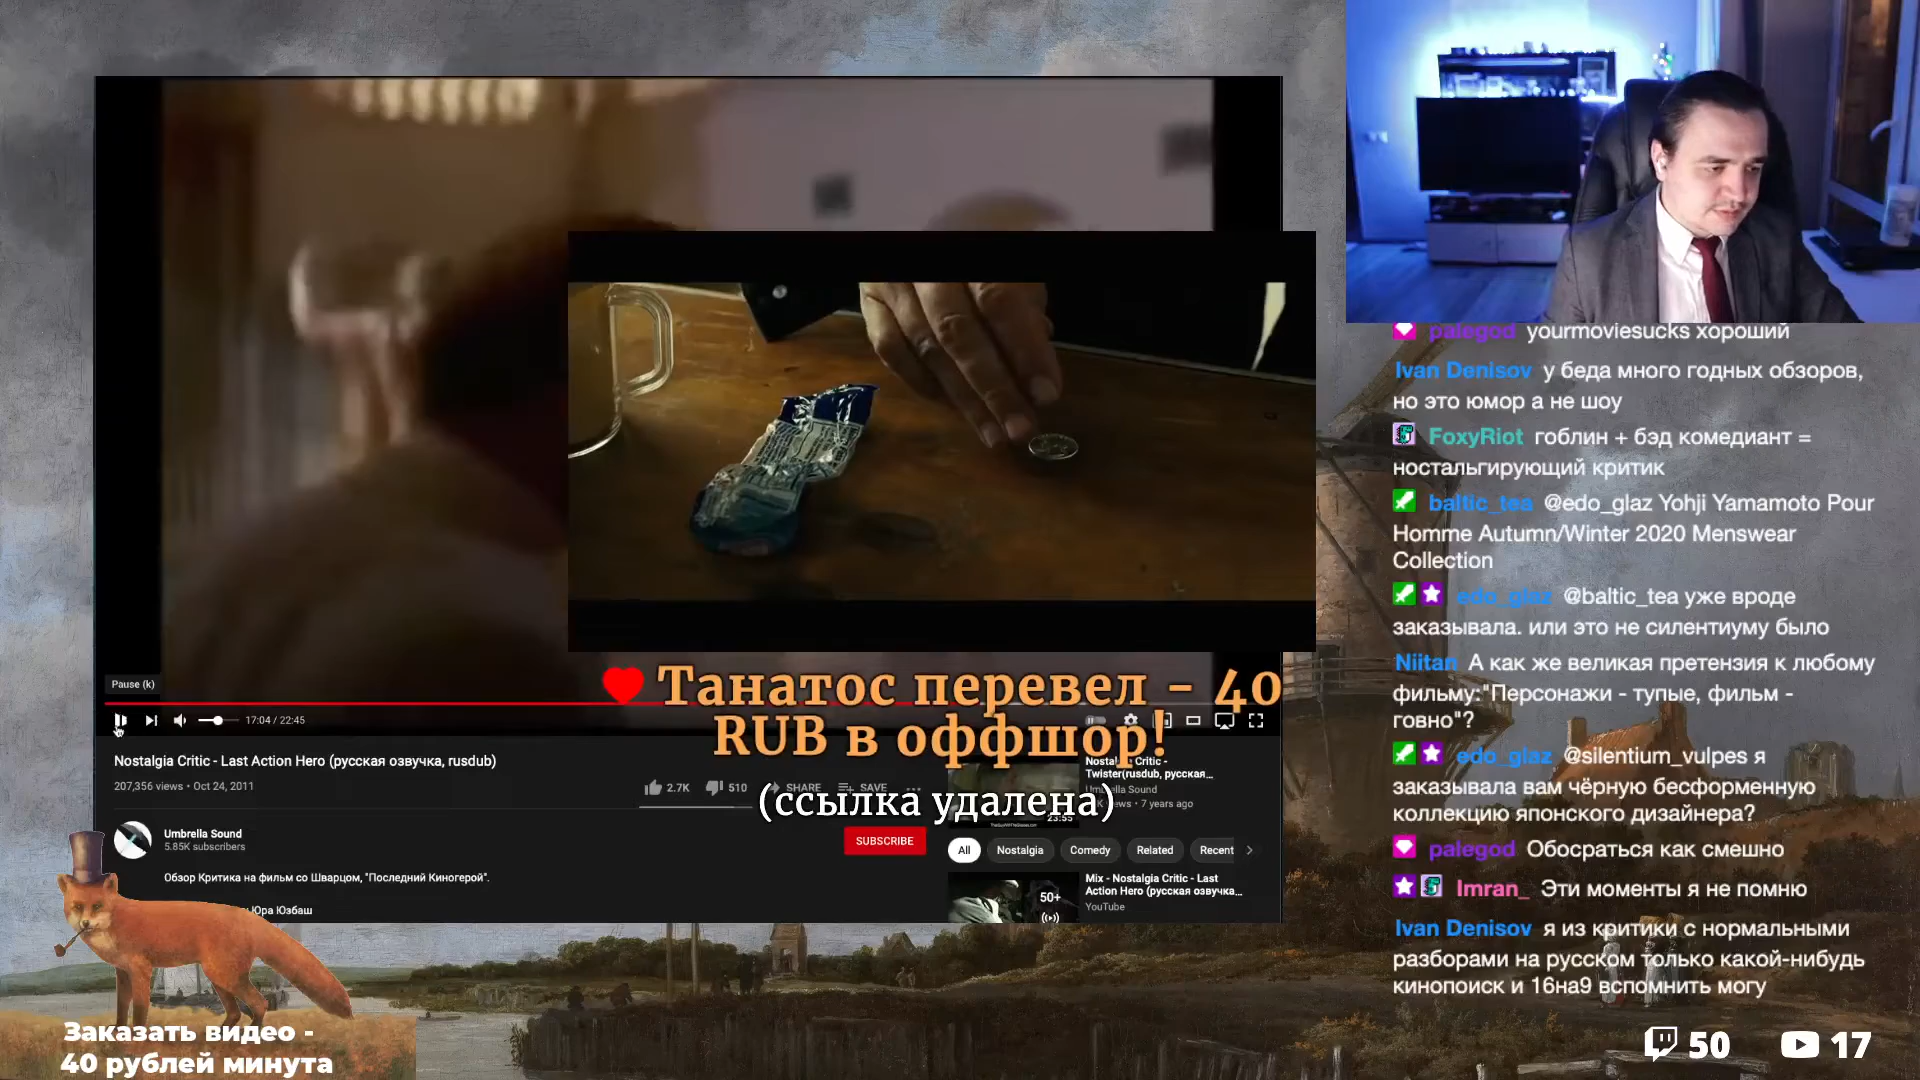 palegod yourmoviesucks хороший
Ivan Denisov у беда много годных обзоров,
но это юмор а не шоу
FoxyRiot гоблин + бэд комедиант =
ностальгирующий критик
baltic_tea @edo_glaz Yohji Yamamoto Pour
Homme Autumn/Winter 2020 Menswear
Collection
edo_glaz @baltic_tea уже вроде
заказывала. или это не силентиуму было
Niitan А как же великая претензия к любому
фильму:"Персонажи - тупые, фильм -
говно"?
edo_glaz @silentium_vulpes я
заказывала вам чёрную бесформенную
коллекцию японского дизайнера?
palegod Обосраться как смешно
Imran_ Эти моменты я не помню
Ivan Denisov я из критики с нормальными
разборами на русском только какой-нибудь
кинопоиск и 16на9 вспомнить могу
Pause (k)
Танатос перевел - 40
RUB в оффшор!
(ссылка удалена)
17:04 / 22:45
Nostalgia Critic - Last Action Hero (русская озвучка, rusdub)
207,356 views • Oct 24, 2011
2.7K
510
SHARE
SAVE
Umbrella Sound
5.85K subscribers
SUBSCRIBE
Обзор Критика на фильм со Шварцом, "Последний Киногерой".
Юра Юзбаш
Critic -
Twister(rusdub, русская...
7 years ago
23:55
All
Nostalgia
Comedy
Related
Recent
Mix - Nostalgia Critic - Last
Action Hero (русская озвучка...
YouTube
50+
Заказать видео -
40 рублей минута
50
17